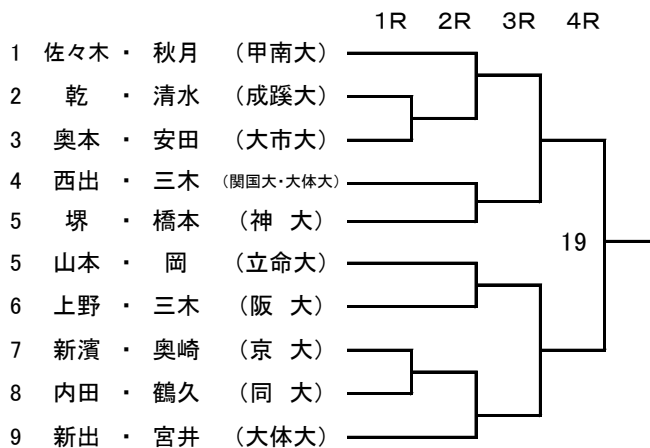 1R 2R 3R 4R
1 佐々木 ・ 秋月 (甲南大)
2 乾 ・ 清水 (成蹊大)
3 奥本 ・ 安田 (大市大)
4 西出 ・ 三木 (関国大・大体大)
5 堺 ・ 橋本 (神 大)
19
5 山本 ・ 岡 (立命大)
6 上野 ・ 三木 (阪 大)
7 新濱 ・ 奥崎 (京 大)
8 内田 ・ 鶴久 (同 大)
9 新出 ・ 宮井 (大体大)